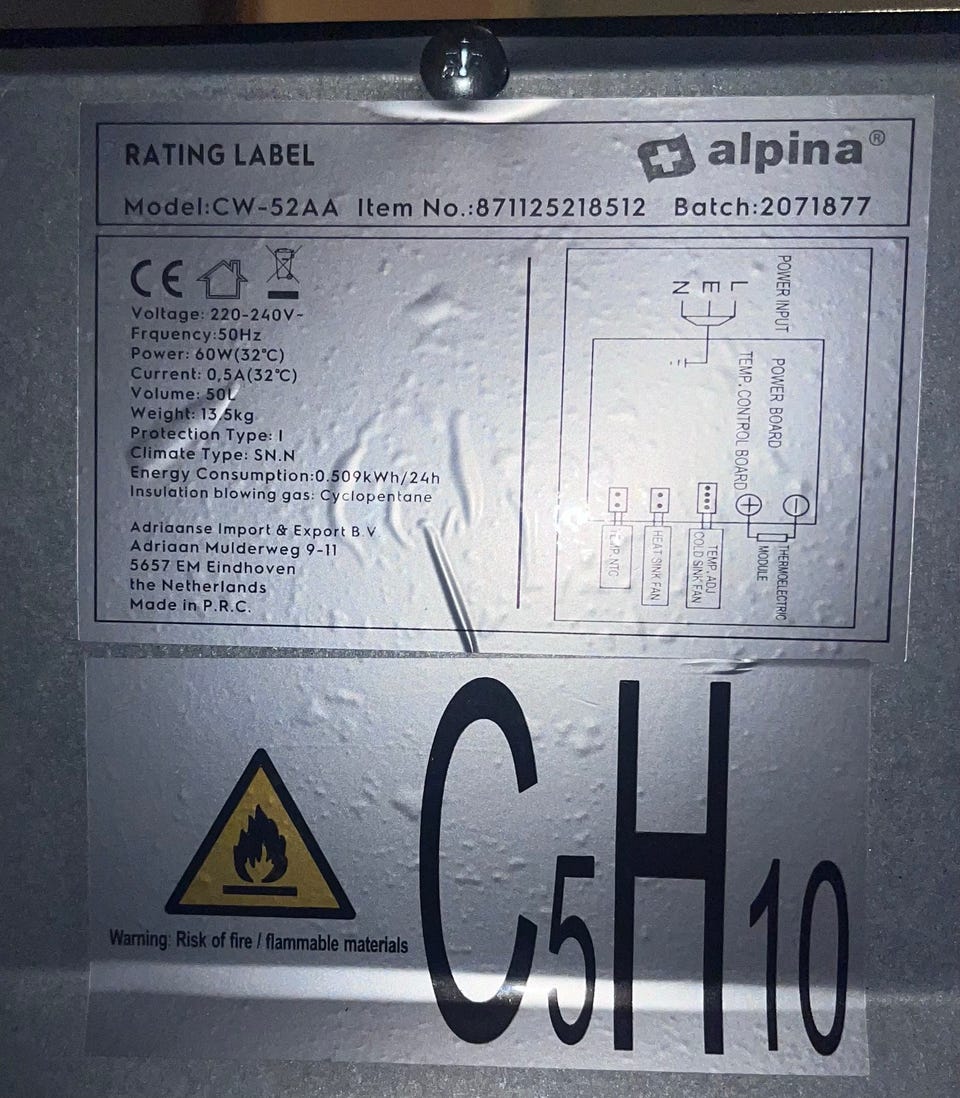 RATING LABEL
alpina®
Model:CW-52AA Item No.:871125218512 Batch:2071877
CE
Voltage: 220-240V~
Frquency:50Hz
Power: 60W(32°C)
Current: 0,5A(32°C)
Volume: 50L
Weight: 13.5kg
Protection Type: I
Climate Type: SN.N
Energy Consumption:0.509kWh/24h
Insulation blowing gas: Cyclopentane
Adriaanse Import & Export B.V.
Adriaan Mulderweg 9-11
5657 EM Eindhoven
the Netherlands
Made in P.R.C.
POWER INPUT
L
E
N
POWER BOARD
TEMP. CONTROL BOARD
THERMOELECTRIC
MODULE
TEMP. ADJ
COLD SINK FAN
HEAT SINK FAN
NTC
Warning: Risk of fire / flammable materials
C5H10